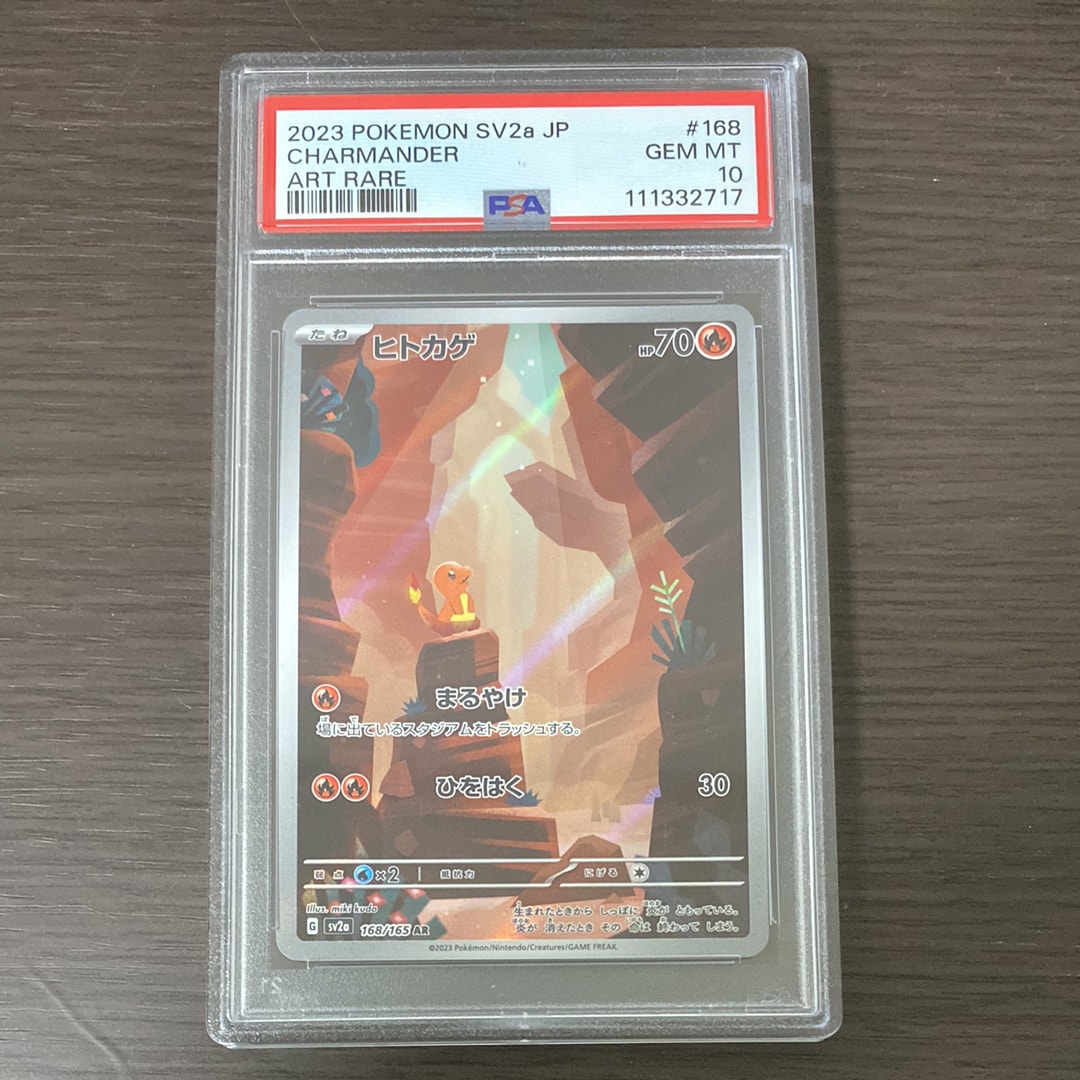 2023 POKEMON SV2a JP #168
CHARMANDER GEM MT
ART RARE 10
PSA 111332717
たね ヒトカゲ HP70
まるやけ
場に出ているスタジアムをトラッシュする。
ひをはく 30
弱点 ×2 抵抗力 にげる
Illus. miki kudo
生まれたときから しっぽに 炎が ともっている。
炎が 消えたとき その 命は 終わって しまう。
G sv2a 168/165 AR
©2023 Pokémon/Nintendo/Creatures/GAME FREAK.